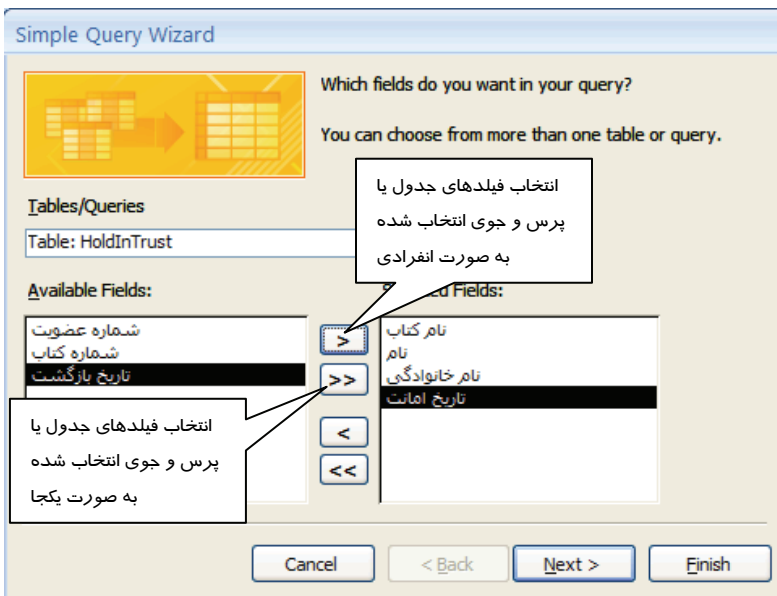 Simple Query Wizard
Which fields do you want in your query?
You can choose from more than one table or query.
انتخاب فیلدهای جدول یا
پرس و جوی انتخاب شده
به صورت انفرادی
Tables/Queries
Table: HoldInTrust
Available Fields:
Fields:
شماره عضویت
شماره کتاب
تاریخ بازگشت
>
>>
<
<<
نام کتاب
نام
نام خانوادگی
تاریخ امانت
انتخاب فیلدهای جدول یا
پرس و جوی انتخاب شده
به صورت یکجا
Cancel
< Back
Next >
Finish